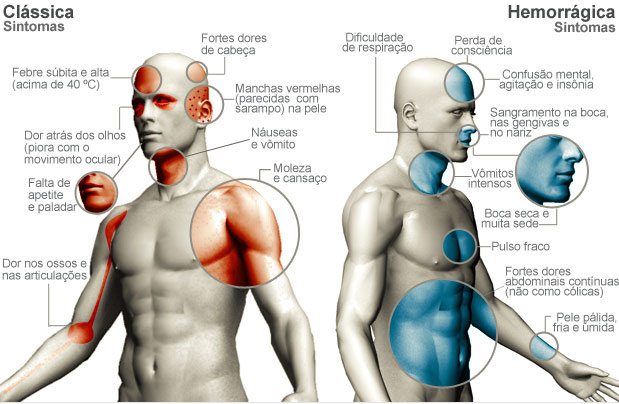 Clássica
Sintomas
Febre súbita e alta
(acima de 40 ºC)
Fortes dores
de cabeça
Manchas vermelhas
(parecidas com
sarampo) na pele
Dor atrás dos olhos
(piora com o
movimento ocular)
Náuseas
e vômito
Falta de
apetite
e paladar
Moleza
e cansaço
Dor nos ossos e
nas articulações
Hemorrágica
Sintomas
Dificuldade
de respiração
Perda de
consciência
Confusão mental,
agitação e insônia
Sangramento na boca,
nas gengivas e
no nariz
Vômitos
intensos
Boca seca e
muita sede
Pulso fraco
Fortes dores
abdominais contínuas
(não como cólicas)
Pele pálida,
fria e úmida